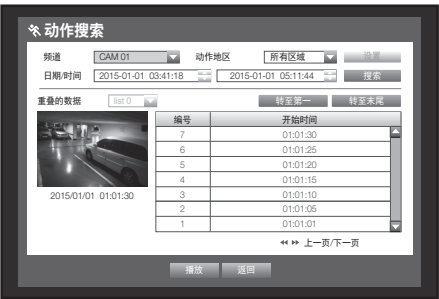 动作搜索
频道 CAM 01 动作地区 所有区域 设置
日期/时间 2015-01-01 03:41:18 2015-01-01 05:11:44 搜索
重叠的数据 list 0 转至第一 转至末尾
编号 开始时间
7 01:01:30
6 01:01:25
5 01:01:20
4 01:01:15
3 01:01:10
2 01:01:05
1 01:01:01
2015/01/01 01:01:30
上一页/下一页
播放 返回